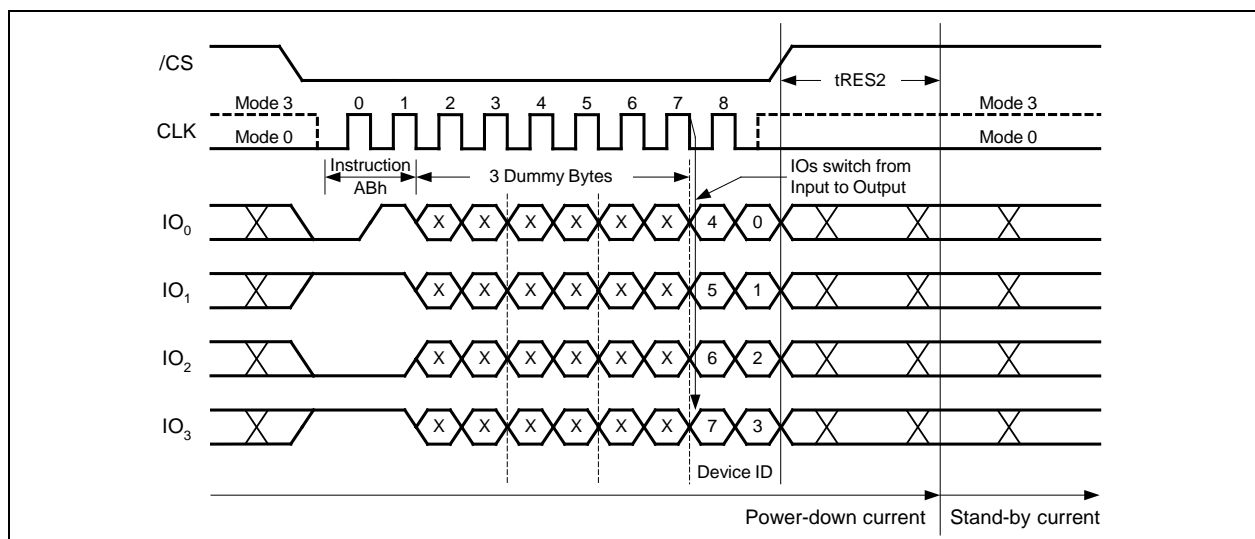 /CS
tRES2
Mode 3 0 1 2 3 4 5 6 7 8 Mode 3
CLK
Mode 0 Mode 0
Instruction
ABh
3 Dummy Bytes
IOs switch from
Input to Output
IO0 X X X X X X 4 0
IO1 X X X X X X 5 1
IO2 X X X X X X 6 2
IO3 X X X X X X 7 3
Device ID
Power-down current Stand-by current